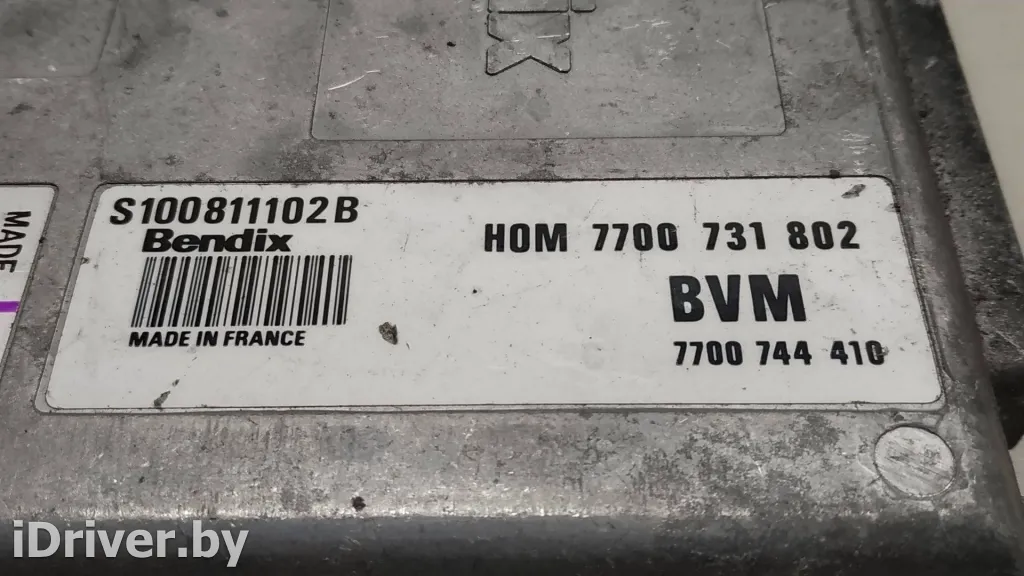 MADE
S100811102B
Bendix
MADE IN FRANCE
HOM 7700 731 802
BVM
7700 744 410
iDriver.by